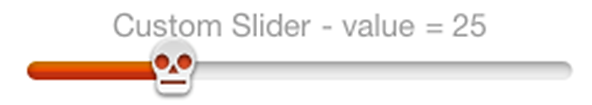 Custom Slider - value = 25